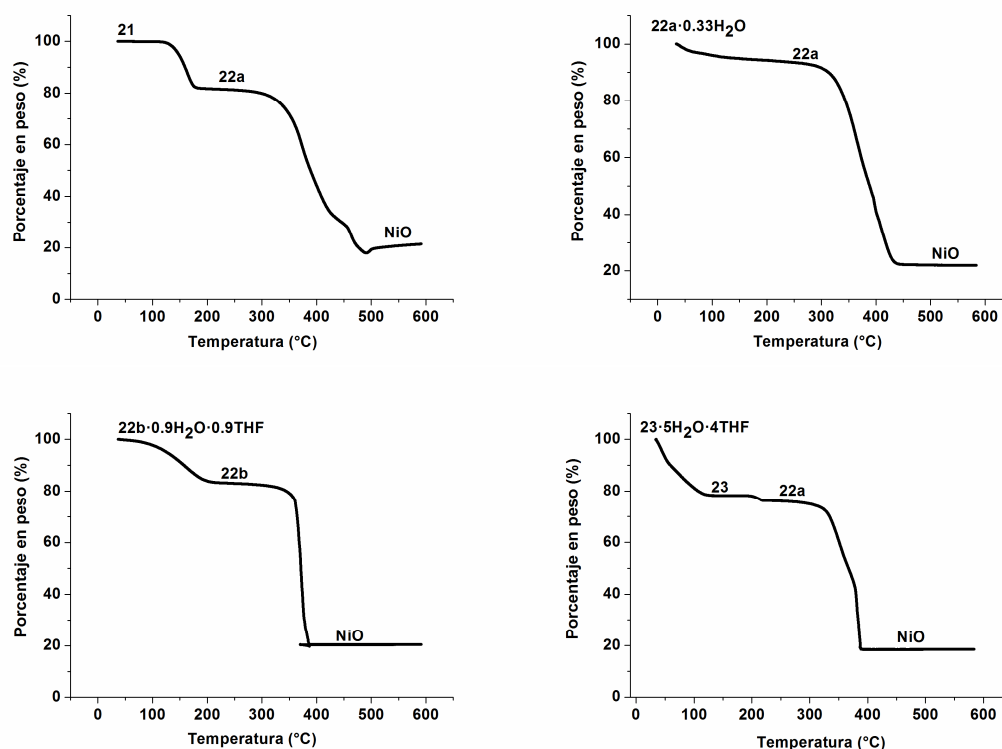 21
22a
NiO
Porcentaje en peso (%)
100
80
60
40
20
0
0 100 200 300 400 500 600
Temperatura (°C)
22a·0.33H2O
22a
NiO
Porcentaje en peso (%)
100
80
60
40
20
0 100 200 300 400 500 600
Temperatura (°C)
22b·0.9H2O·0.9THF
22b
NiO
Porcentaje en peso (%)
100
80
60
40
20
0
0 100 200 300 400 500 600
Temperatura (°C)
23·5H2O·4THF
23
22a
NiO
Porcentaje en peso (%)
100
80
60
40
20
0
0 100 200 300 400 500 600
Temperatura (°C)